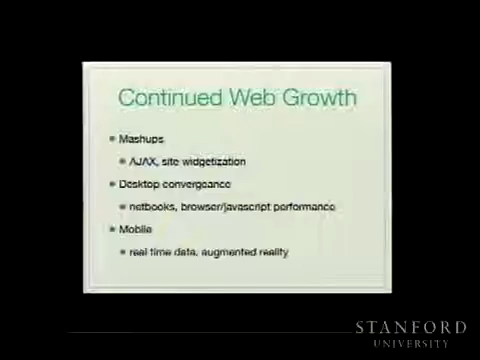 Continued Web Growth
Mashups
AJAX, site widgetization
Desktop convergeance
netbooks, browser/javascript performance
Mobile
real time data, augmented reality
STANFORD
UNIVERSITY